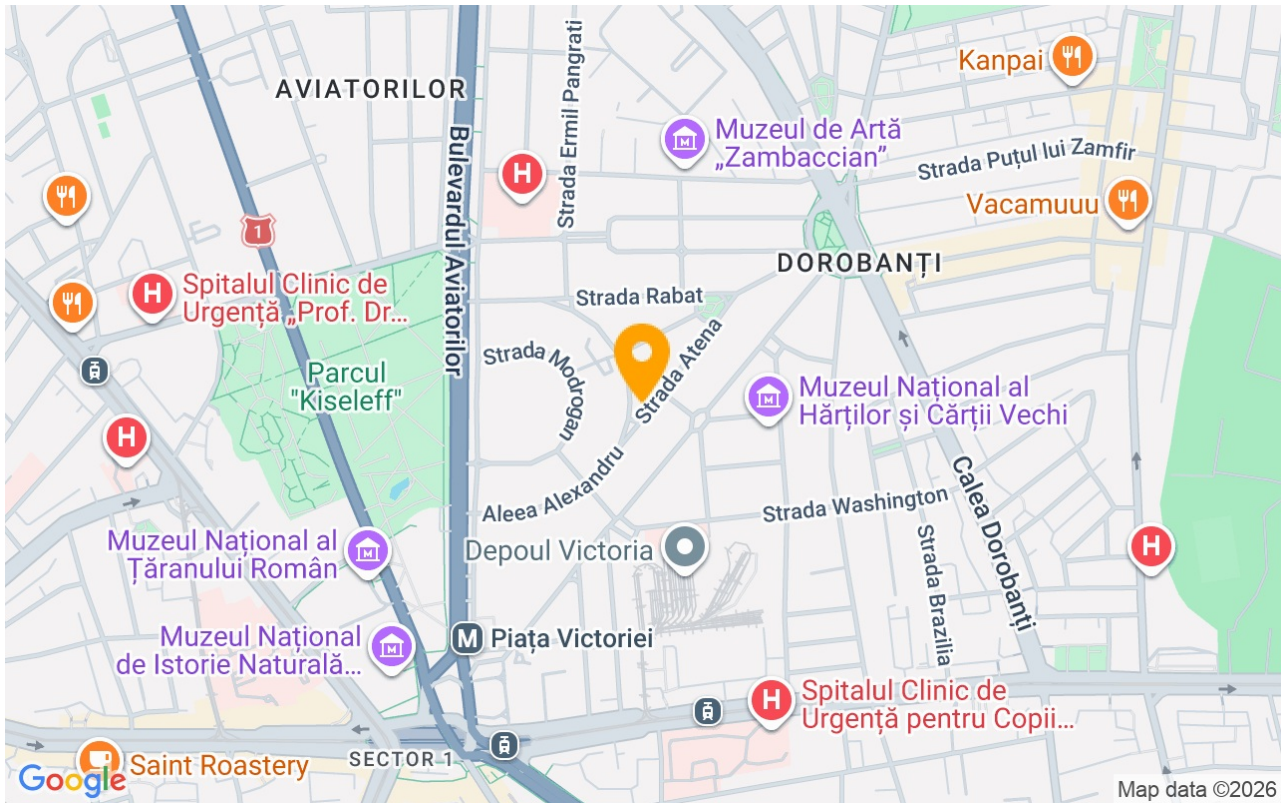 Kanpai
AVIATORILOR
Strada Ermil Pangrati
Bulevardul Aviatorilor
H
M
Muzeul de Artă
„Zambaccian”
Strada Puțul lui Zamfir
Vacamuuu
1
DOROBANȚI
H
Spitalul Clinic de
Urgență „Prof. Dr...
Strada Rabat
Strada Atena
Strada Modrogan
Parcul
"Kiseleff"
M
Muzeul Național al
Hărților și Cărții Vechi
H
Aleea Alexandru
Strada Washington
Calea Dorobanți
Strada Brazilia
Muzeul Național al
Țăranului Român
M
Depoul Victoria
H
Muzeul Național
de Istorie Naturală...
M
M
Piața Victoriei
H
Spitalul Clinic de
Urgență pentru Copii...
SECTOR 1
Saint Roastery
Google
Map data ©2026